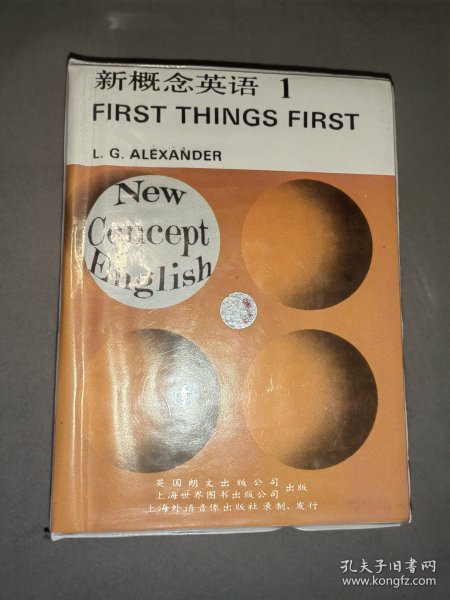 新概念英语 1
FIRST THINGS FIRST
L. G. ALEXANDER
New
Concept
English
英国朗文出版公司
上海世界图书出版公司 出版
上海外语音像出版社录制、发行
孔夫子旧书网
www.kongfz.com